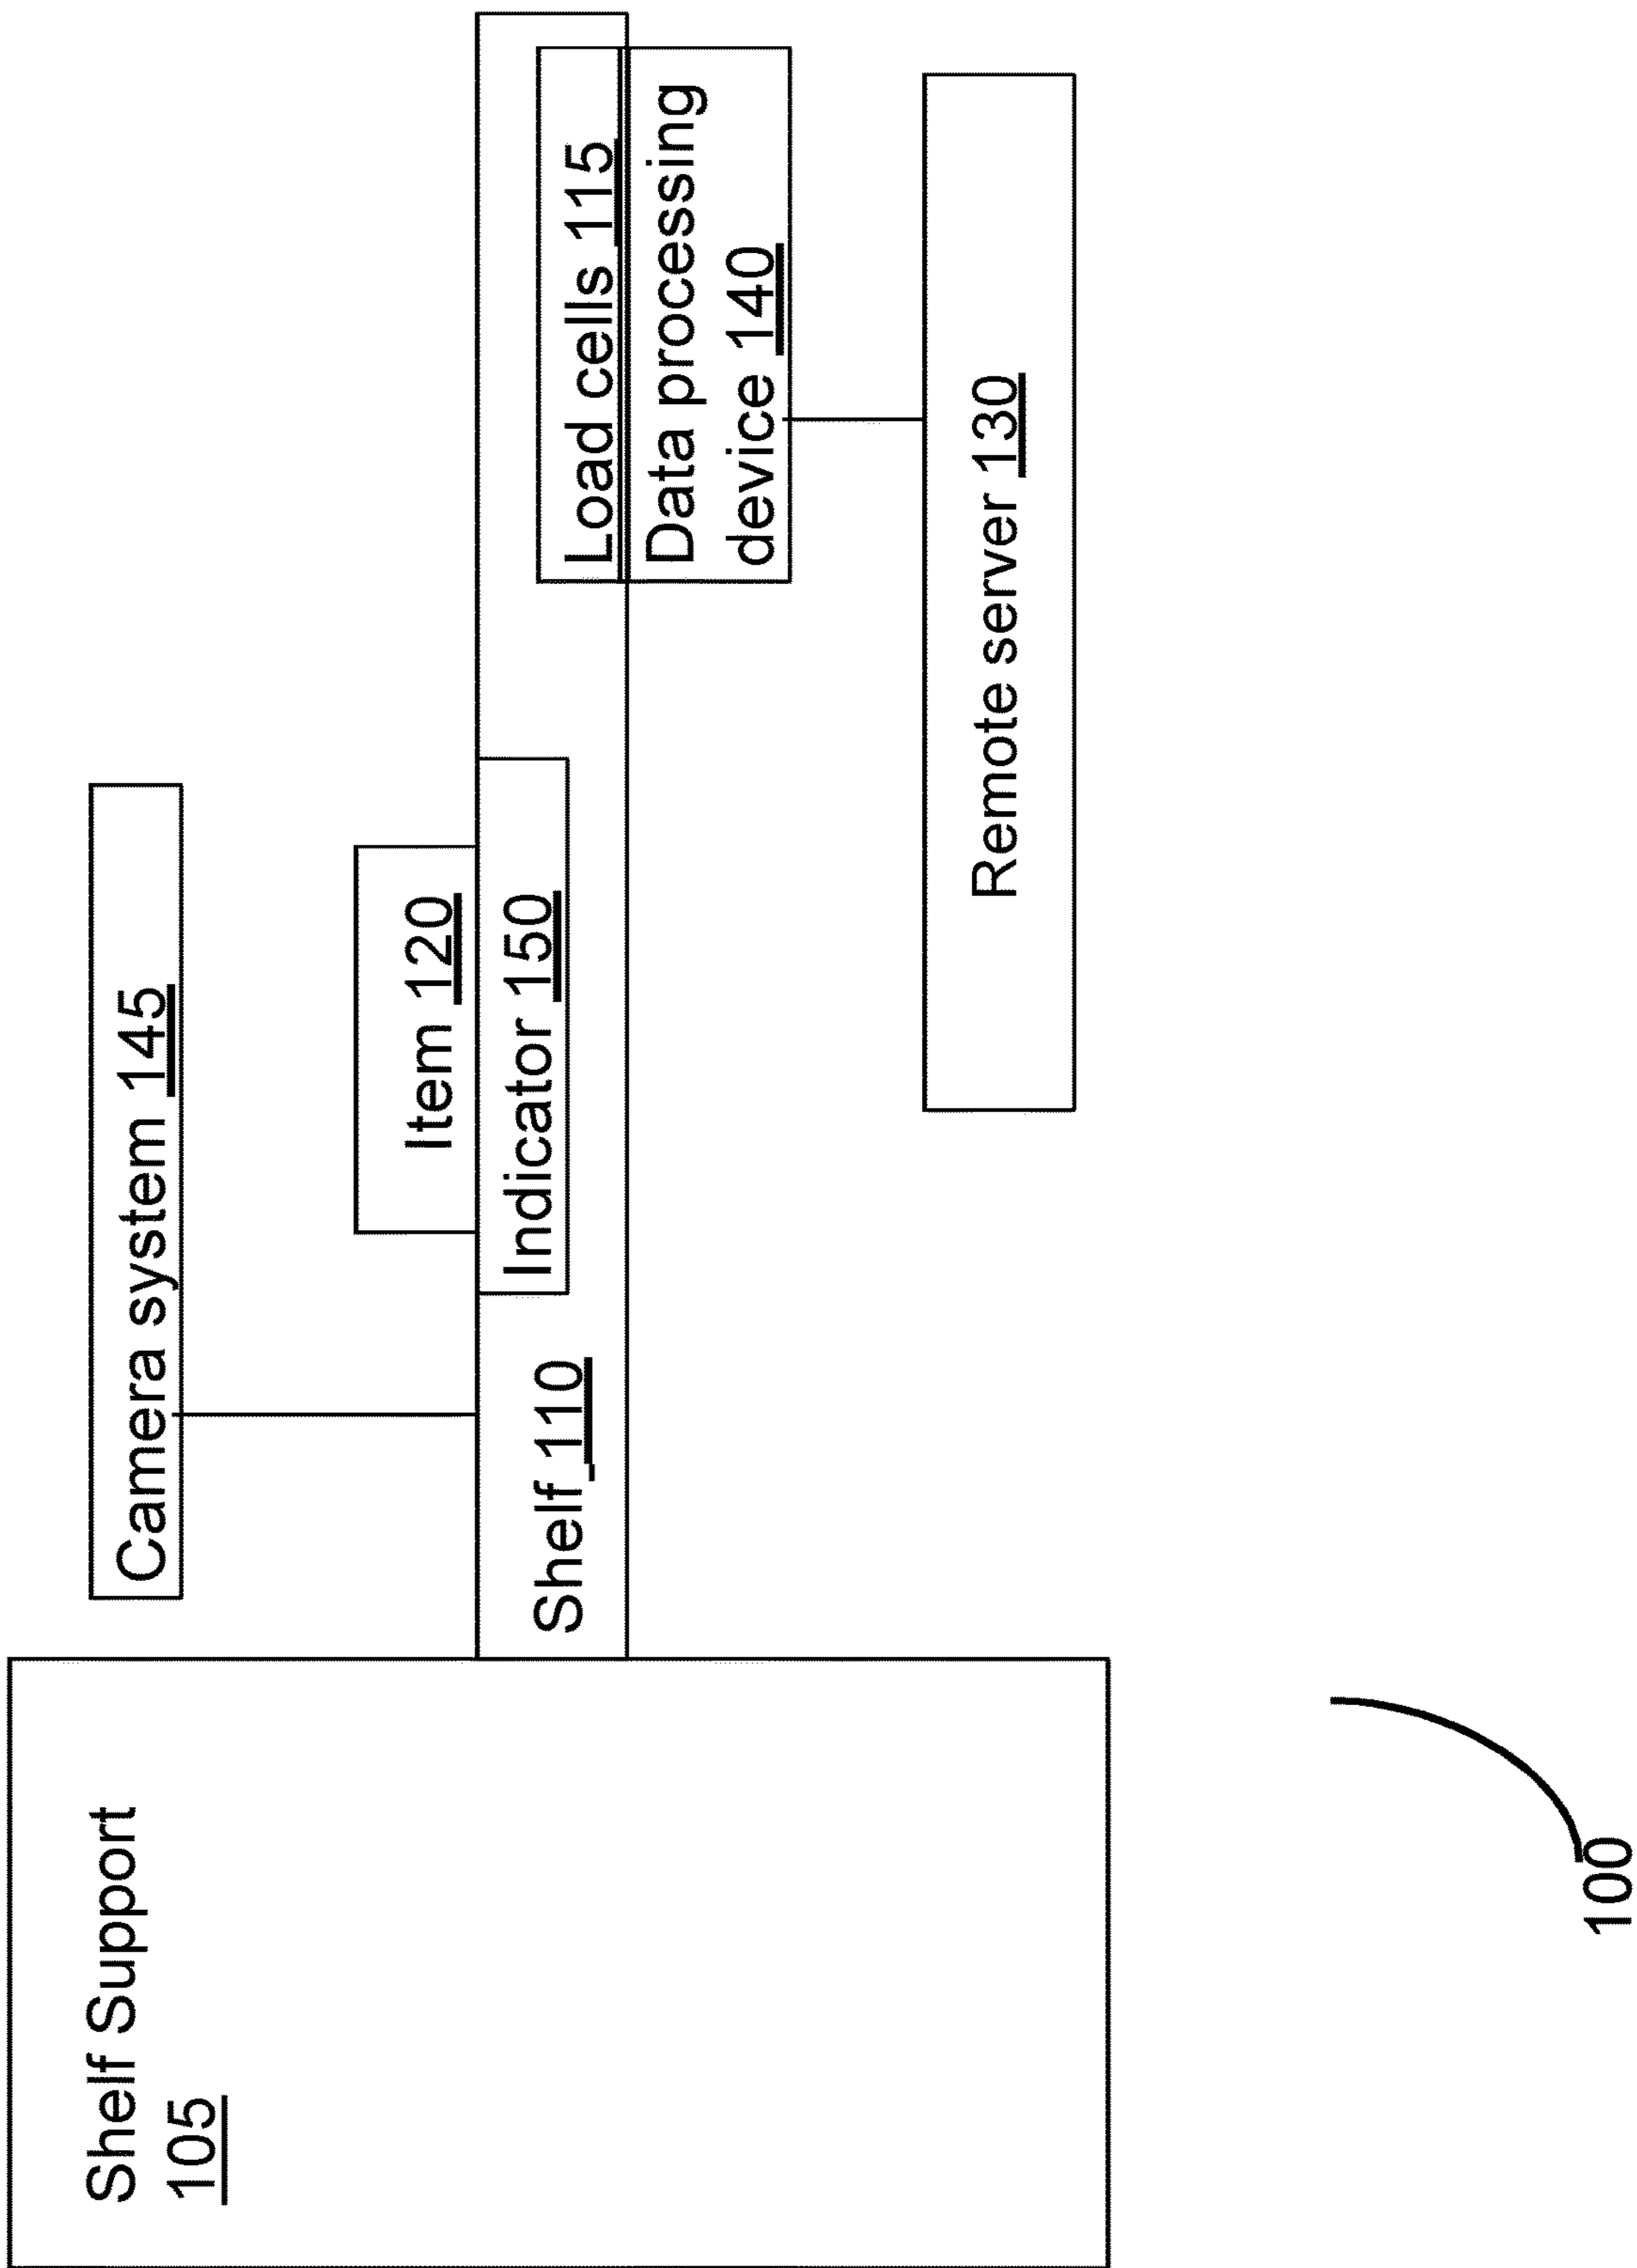 Shelf Support
105
Camera system 145
Item 120
Indicator 150
Shelf 110
Load cells 115
Data processing
device 140
Remote server 130
100